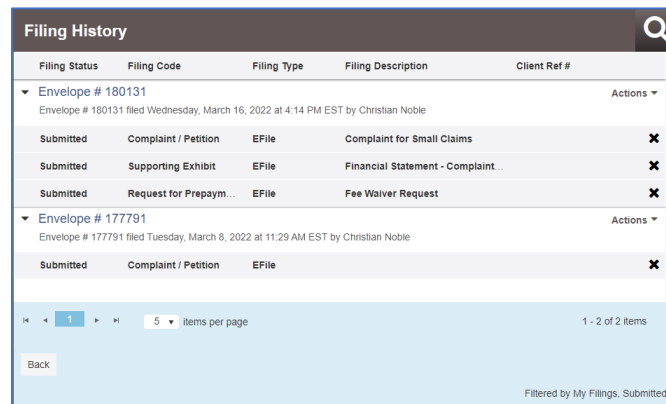 Filing History
Filing Status Filing Code Filing Type Filing Description Client Ref #
Envelope # 180131 Actions
Envelope # 180131 filed Wednesday, March 16, 2022 at 4:14 PM EST by Christian Noble
Submitted Complaint / Petition EFile Complaint for Small Claims
Submitted Supporting Exhibit EFile Financial Statement - Complaint...
Submitted Request for Prepaym... EFile Fee Waiver Request
Envelope # 177791 Actions
Envelope # 177791 filed Tuesday, March 8, 2022 at 11:29 AM EST by Christian Noble
Submitted Complaint / Petition EFile
1 5 items per page 1 - 2 of 2 items
Back
Filtered by My Filings, Submitted